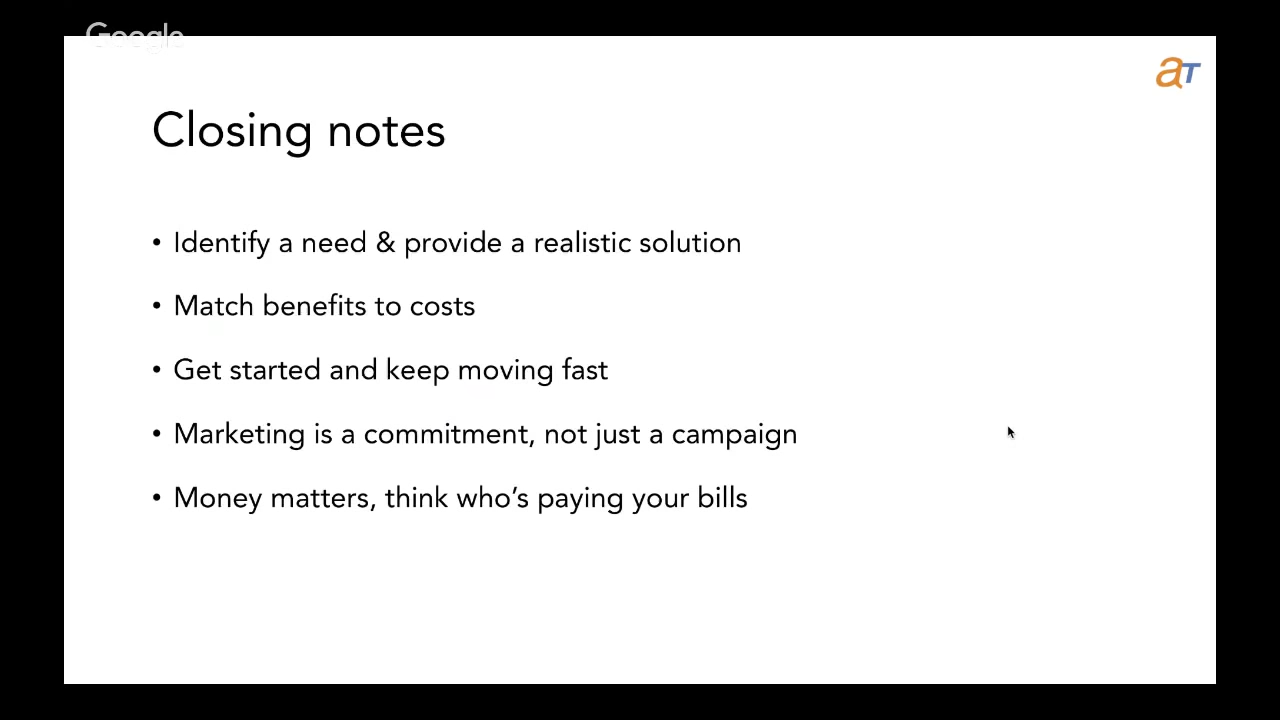 Google
aT
Closing notes
• Identify a need & provide a realistic solution
• Match benefits to costs
• Get started and keep moving fast
• Marketing is a commitment, not just a campaign
• Money matters, think who’s paying your bills